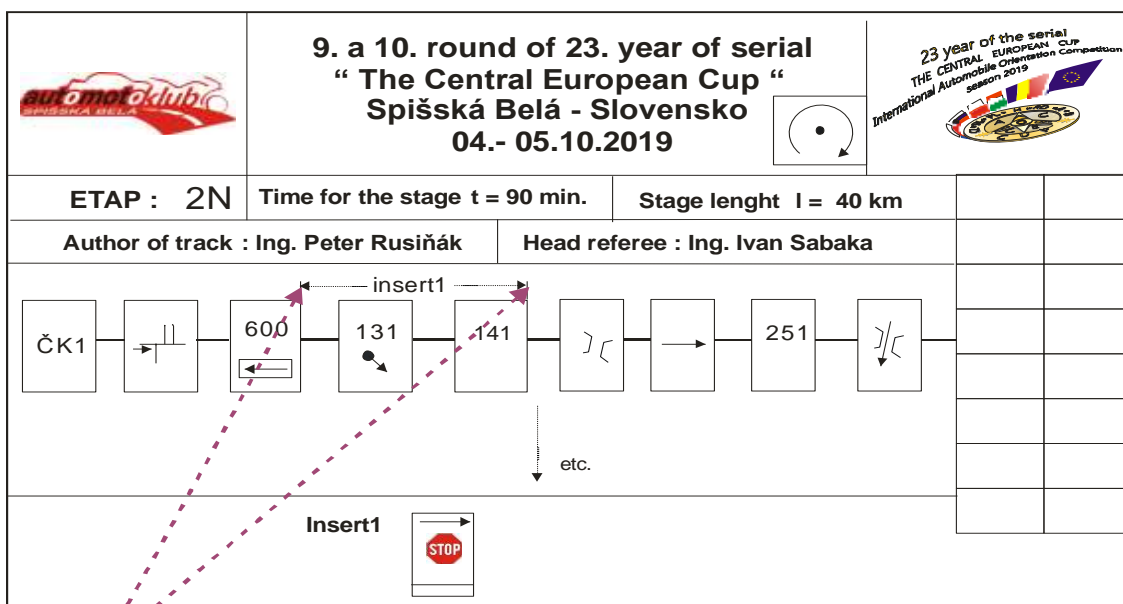 automotoklub
SPIŠSKÁ BELÁ
9. a 10. round of 23. year of serial
“ The Central European Cup “
Spišská Belá - Slovensko
04.- 05.10.2019
23 year of the serial
THE CENTRAL EUROPEAN CUP
International Automobile Orientation Competition
season 2019
ETAP : 2N
Time for the stage t = 90 min.
Stage lenght l = 40 km
Author of track : Ing. Peter Rusiňák
Head referee : Ing. Ivan Sabaka
insert1
ČK1
600
131
141
251
etc.
Insert1
STOP